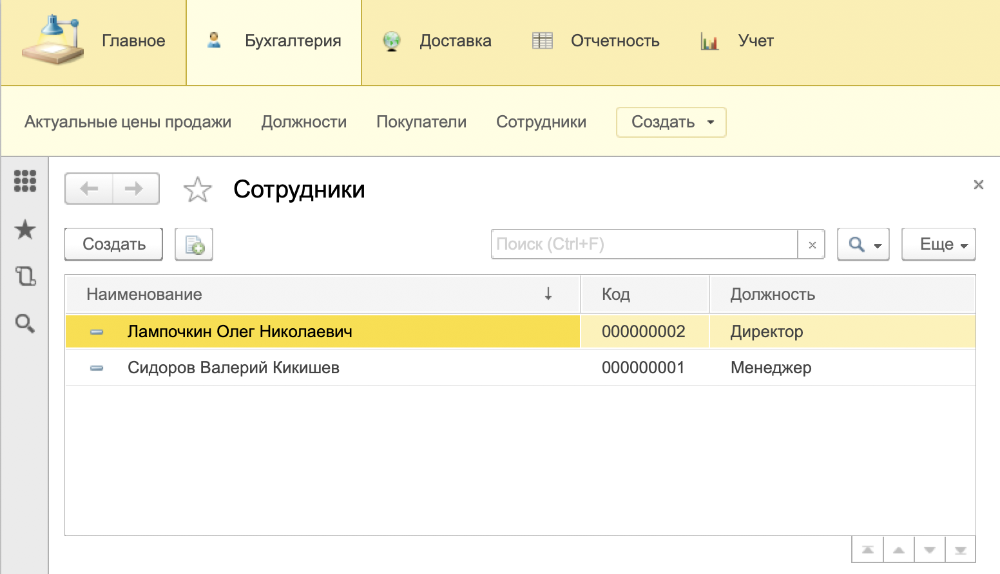 Главное Бухгалтерия Доставка Отчетность Учет
Актуальные цены продажи Должности Покупатели Сотрудники Создать
Сотрудники
Создать Поиск (Ctrl+F) Еще
Наименование Код Должность
Лампочкин Олег Николаевич 000000002 Директор
Сидоров Валерий Кикишев 000000001 Менеджер